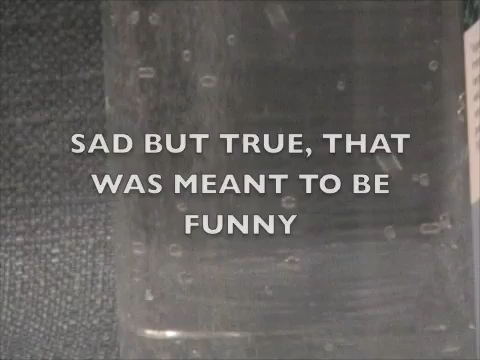 SAD BUT TRUE, THAT
WAS MEANT TO BE
FUNNY